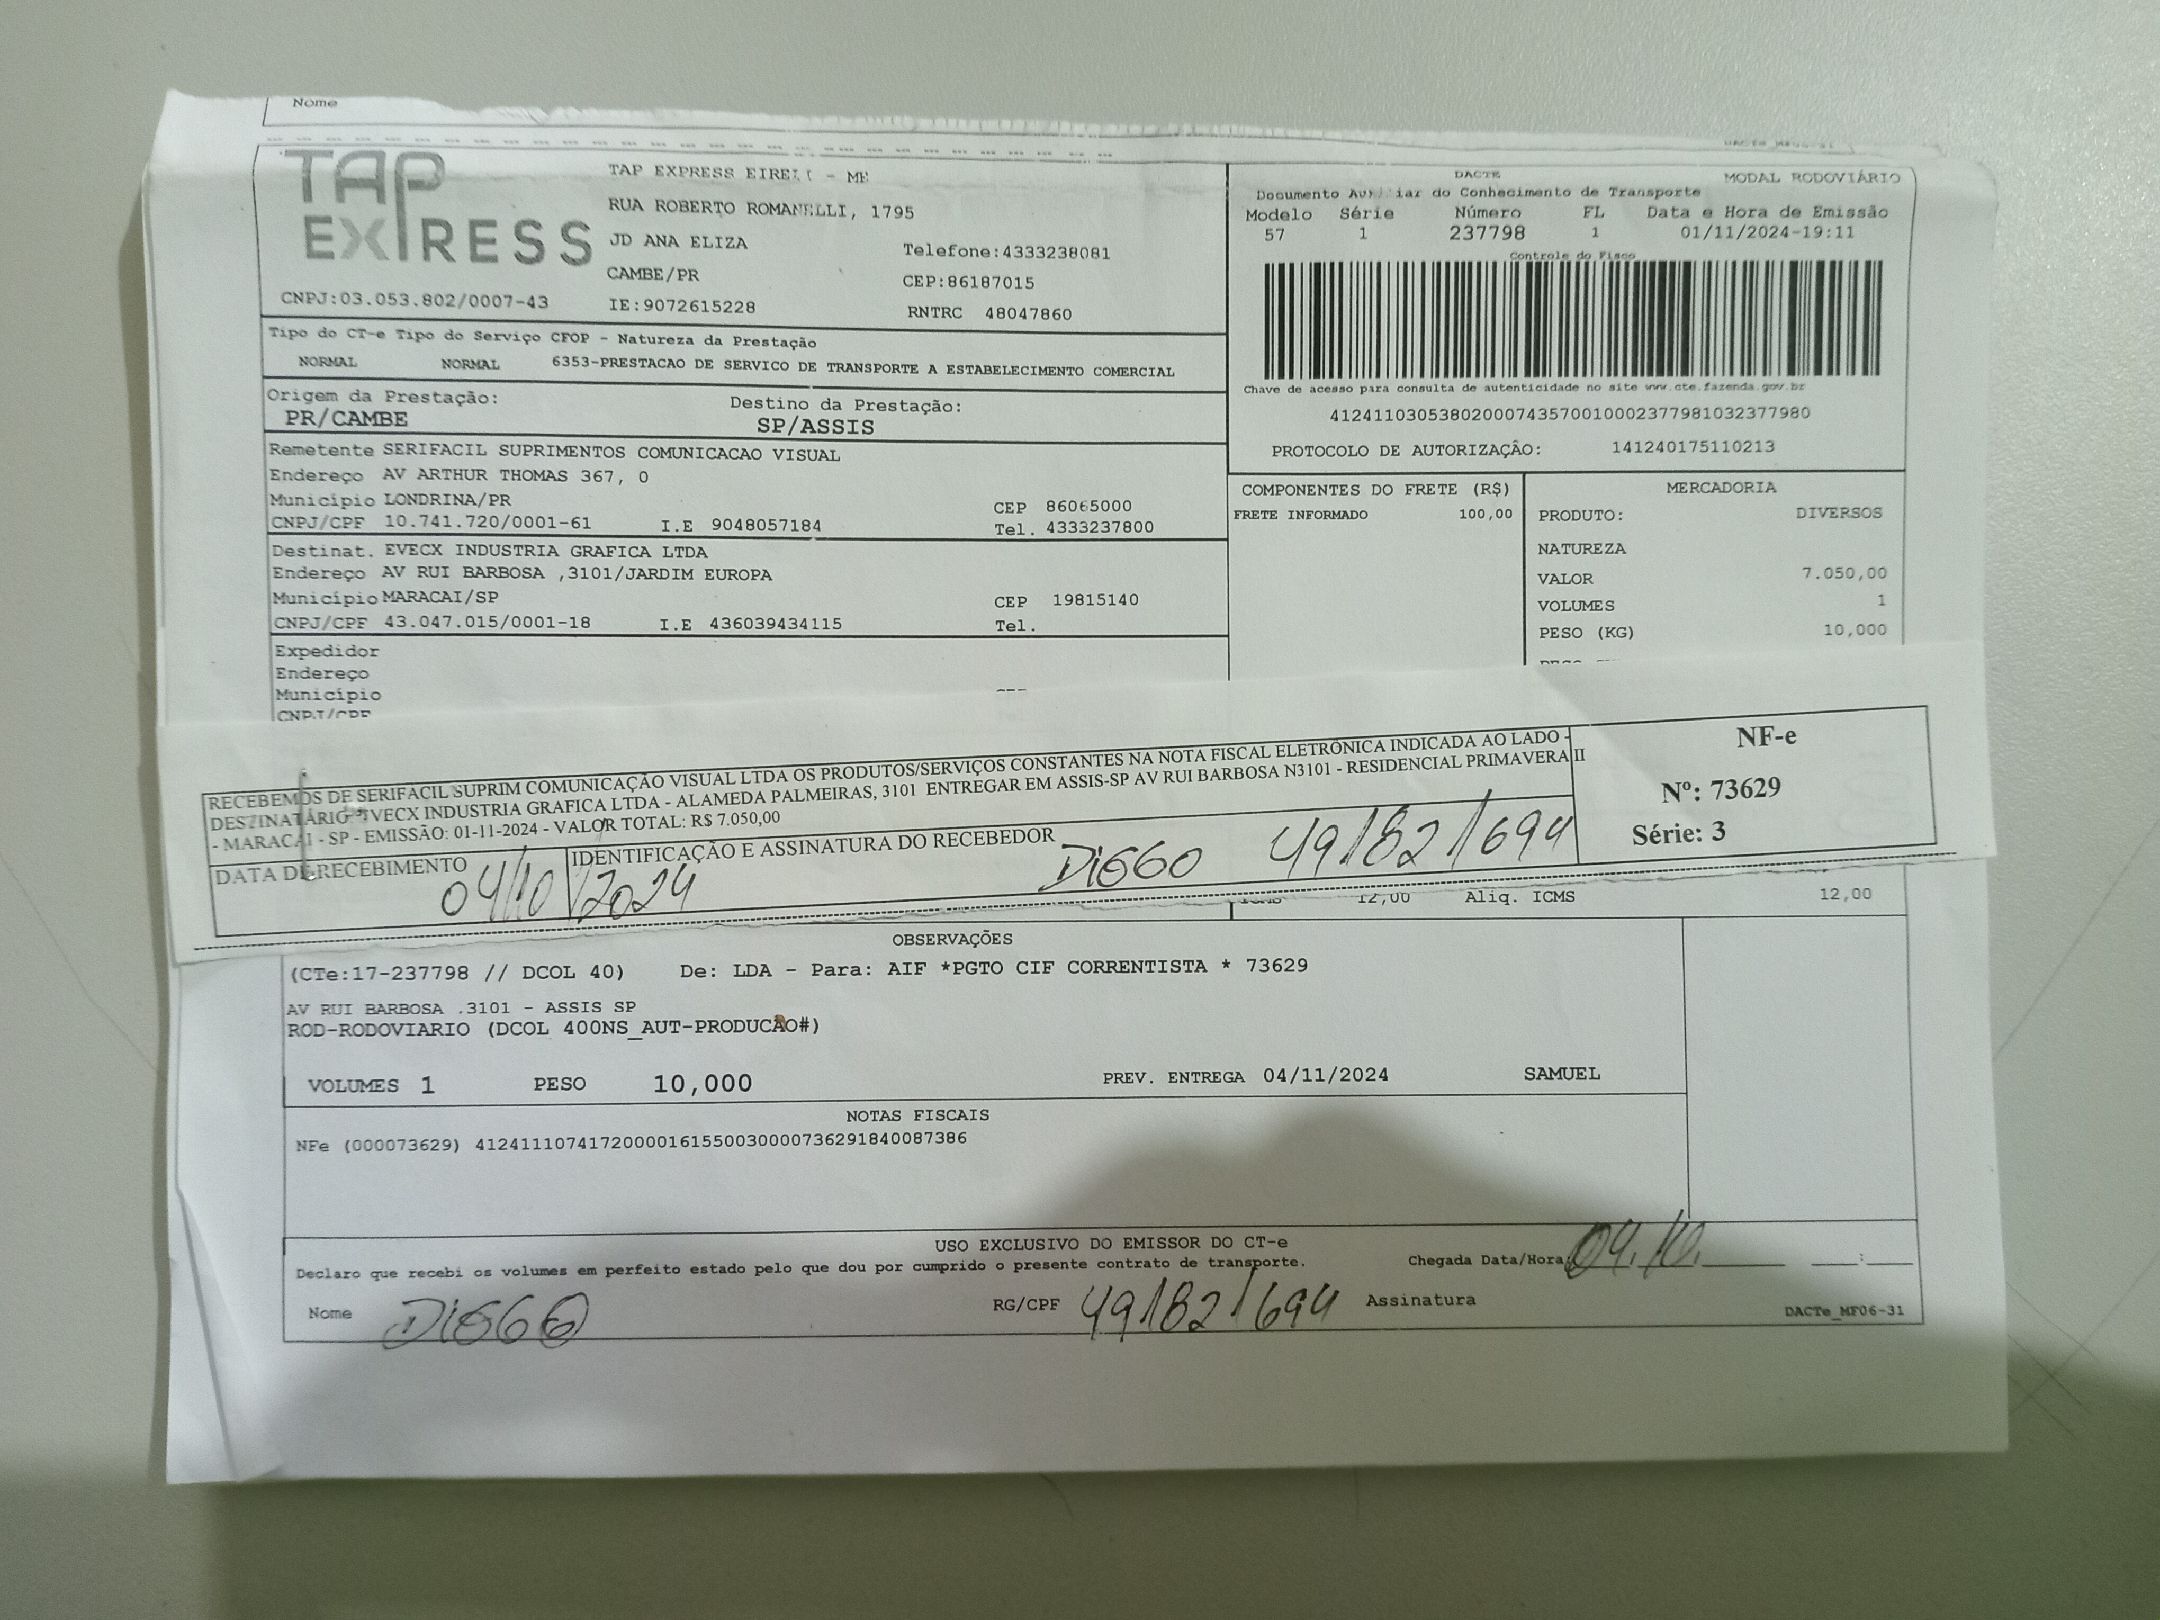 Nome
TAP EXPRESS
TAP EXPRESS EIRELI - ME
RUA ROBERTO ROMANELLI, 1795
JD ANA ELIZA
Telefone:4333238081
CAMBE/PR
CEP:86187015
CNPJ:03.053.802/0007-43
IE:9072615228
RNTRC 48047860
DACTE
MODAL RODOVIÁRIO
Documento Auxiliar do Conhecimento de Transporte
Modelo Série Número FL Data e Hora de Emissão
57 1 237798 1 01/11/2024-19:11
Controle do Fisco
Chave de acesso para consulta de autenticidade no site www.cte.fazenda.gov.br
41241103053802000743570010002377981032377980
PROTOCOLO DE AUTORIZAÇÃO: 141240175110213
Tipo do CT-e Tipo do Serviço CFOP - Natureza da Prestação
NORMAL NORMAL 6353-PRESTACAO DE SERVICO DE TRANSPORTE A ESTABELECIMENTO COMERCIAL
Origem da Prestação: Destino da Prestação:
PR/CAMBE SP/ASSIS
Remetente SERIFACIL SUPRIMENTOS COMUNICACAO VISUAL
Endereço AV ARTHUR THOMAS 367, 0
Município LONDRINA/PR CEP 86065000
CNPJ/CPF 10.741.720/0001-61 I.E 9048057184 Tel. 4333237800
Destinat. EVECX INDUSTRIA GRAFICA LTDA
Endereço AV RUI BARBOSA ,3101/JARDIM EUROPA
Município MARACAI/SP CEP 19815140
CNPJ/CPF 43.047.015/0001-18 I.E 436039434115 Tel.
Expedidor
Endereço
Município
CNPJ/CPF
COMPONENTES DO FRETE (R$)
FRETE INFORMADO 100,00
MERCADORIA
PRODUTO: DIVERSOS
NATUREZA
VALOR 7.050,00
VOLUMES 1
PESO (KG) 10,000
RECEBEMOS DE SERIFACIL SUPRIM COMUNICAÇÃO VISUAL LTDA OS PRODUTOS/SERVIÇOS CONSTANTES NA NOTA FISCAL ELETRÔNICA INDICADA AO LADO -
DESTINATÁRIO: EVECX INDUSTRIA GRAFICA LTDA - ALAMEDA PALMEIRAS, 3101 ENTREGAR EM ASSIS-SP AV RUI BARBOSA N3101 - RESIDENCIAL PRIMAVERA II
- MARACAI - SP - EMISSÃO: 01-11-2024 - VALOR TOTAL: R$ 7.050,00
DATA DE RECEBIMENTO IDENTIFICAÇÃO E ASSINATURA DO RECEBEDOR
04/10/2024 DIEGO 491821694
NF-e
Nº: 73629
Série: 3
ICMS 12,00 Aliq. ICMS 12,00
OBSERVAÇÕES
(CTe:17-237798 // DCOL 40) De: LDA - Para: AIF *PGTO CIF CORRENTISTA * 73629
AV RUI BARBOSA .3101 - ASSIS SP
ROD-RODOVIARIO (DCOL 400NS_AUT-PRODUCAO#)
VOLUMES 1 PESO 10,000 PREV. ENTREGA 04/11/2024 SAMUEL
NOTAS FISCAIS
NFe (000073629) 41241110741720000161550030000736291840087386
USO EXCLUSIVO DO EMISSOR DO CT-e
Declaro que recebi os volumes em perfeito estado pelo que dou por cumprido o presente contrato de transporte. Chegada Data/Hora 04/10/ :
Nome DIEGO RG/CPF 491821694 Assinatura
DACTe_MF06-31